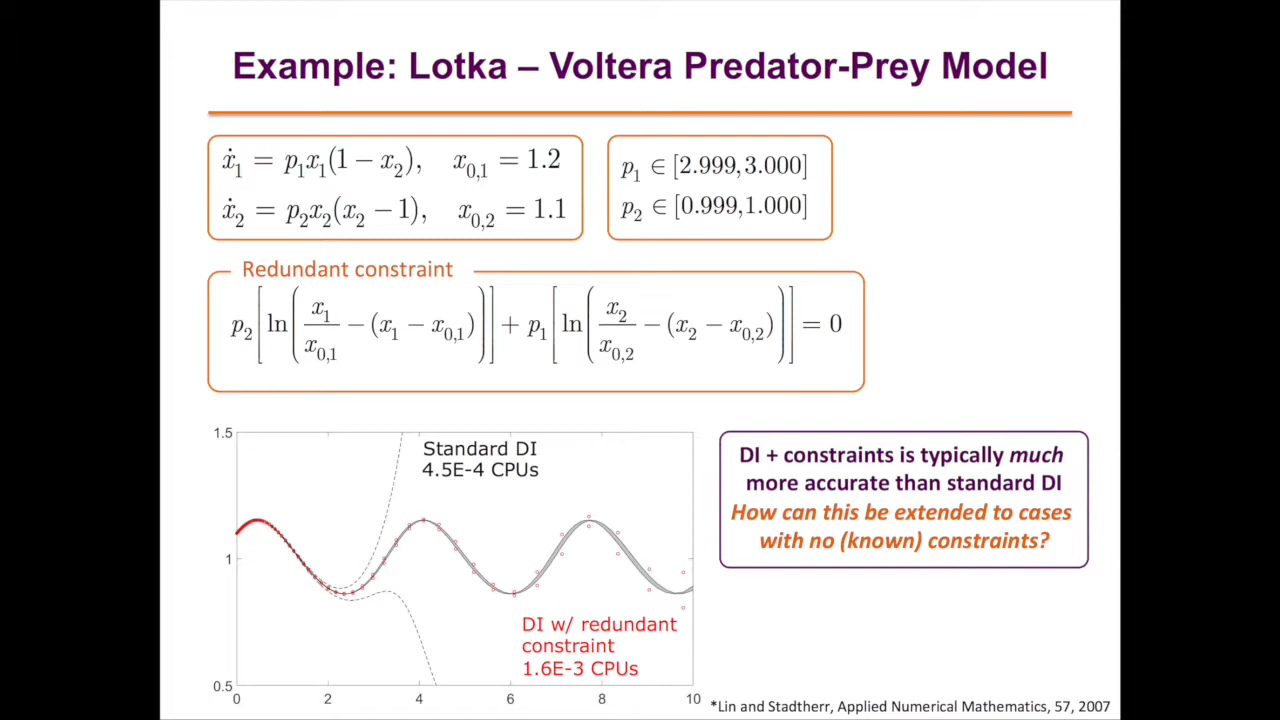 Example: Lotka – Voltera Predator-Prey Model
ẋ₁ = p₁x₁(1 − x₂), x₀,₁ = 1.2
ẋ₂ = p₂x₂(x₂ − 1), x₀,₂ = 1.1
p₁ ∈ [2.999,3.000]
p₂ ∈ [0.999,1.000]
Redundant constraint
p₂[ln(x₁/x₀,₁ − (x₁ − x₀,₁))] + p₁[ln(x₂/x₀,₂ − (x₂ − x₀,₂))] = 0
1.5
1
0.5
0 2 4 6 8 10
Standard DI
4.5E-4 CPUs
DI w/ redundant
constraint
1.6E-3 CPUs
DI + constraints is typically much
more accurate than standard DI
How can this be extended to cases
with no (known) constraints?
*Lin and Stadtherr, Applied Numerical Mathematics, 57, 2007